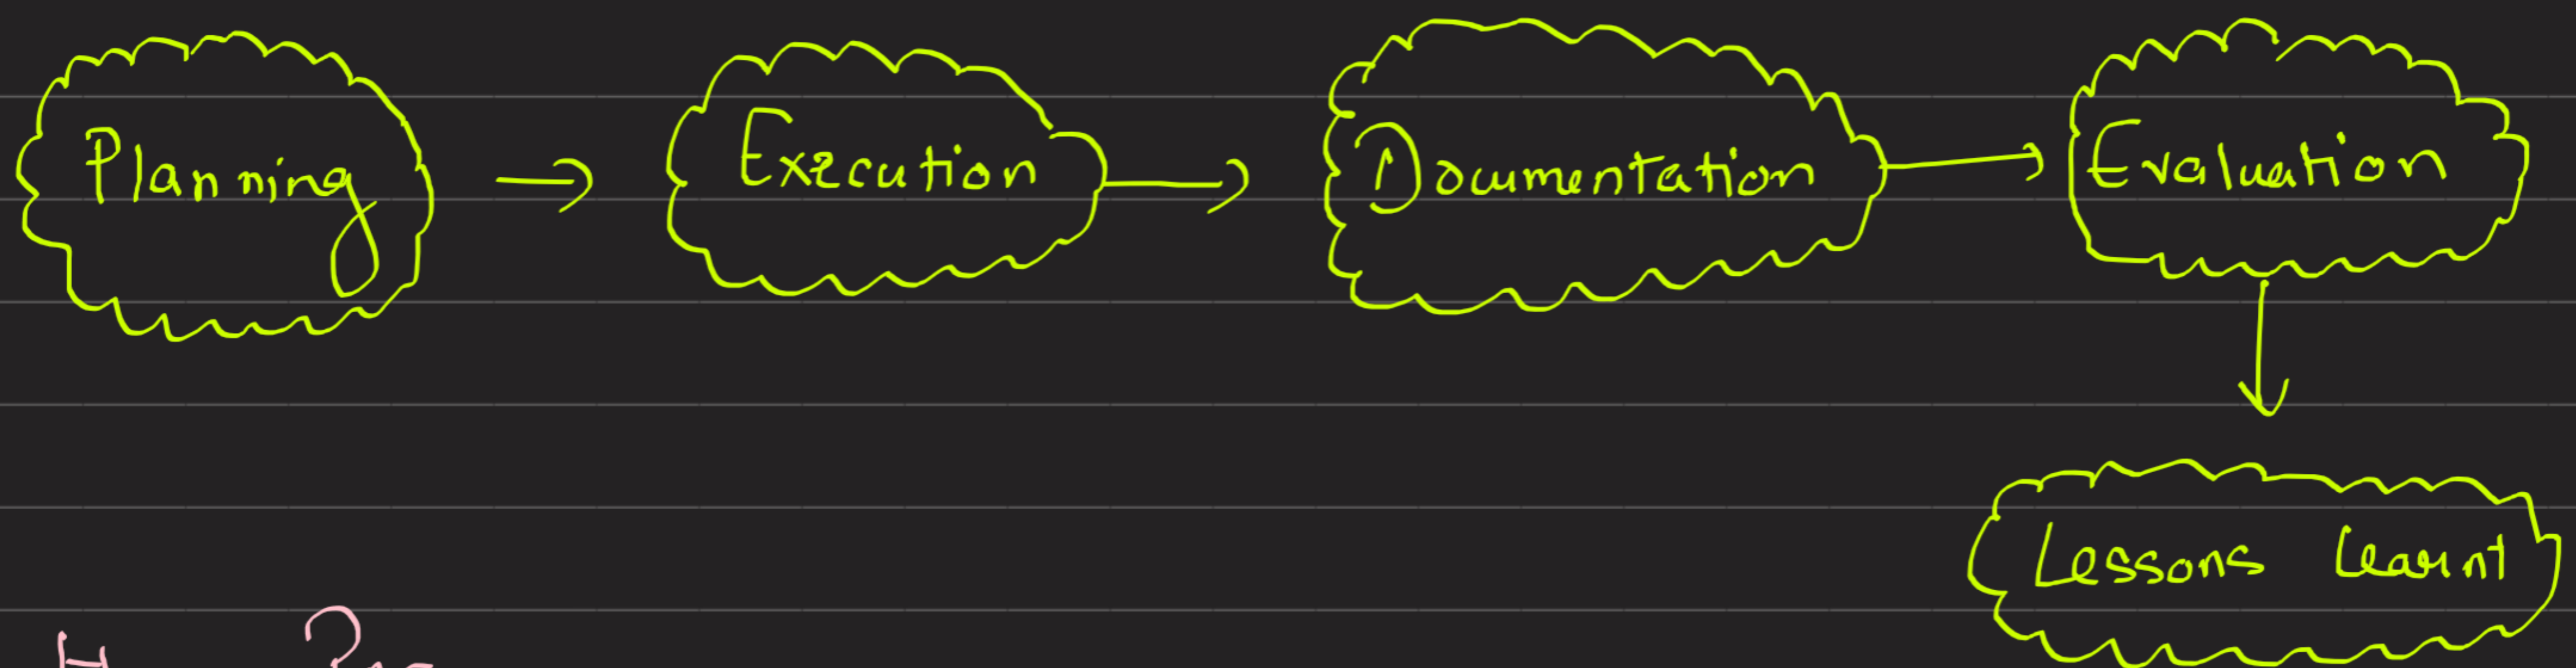 Planning → Execution → Documentation → Evaluation
Lessons learnt